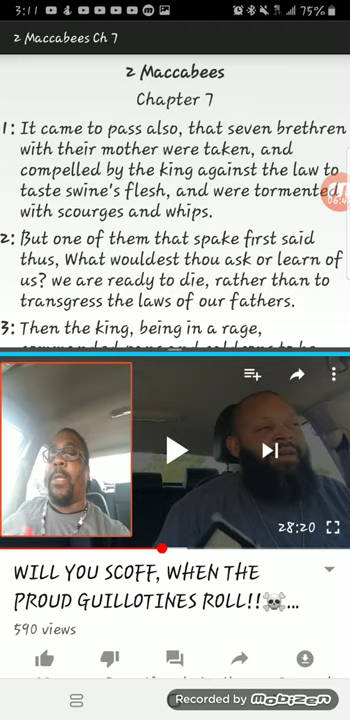 3:11 75%
2 Maccabees Ch 7
2 Maccabees
Chapter 7
1: It came to pass also, that seven brethren
with their mother were taken, and
compelled by the king against the law to
taste swine's flesh, and were tormented
with scourges and whips.
2: But one of them that spake first said
thus, What wouldest thou ask or learn of
us? we are ready to die, rather than to
transgress the laws of our fathers.
3: Then the king, being in a rage,
28:20
WILL YOU SCOFF, WHEN THE
PROUD GUILLOTINES ROLL!!☠...
590 views
Recorded by Mobizen